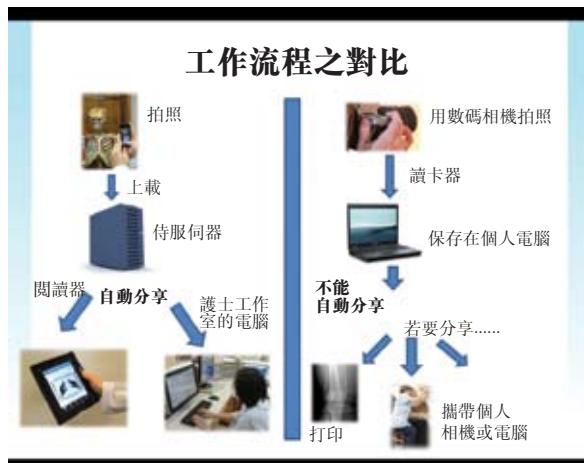 工作流程之對比
拍照
上載
侍服伺器
閲讀器
自動分享
護士工作
室的電腦
用數碼相機拍照
讀卡器
保存在個人電腦
不能
自動分享
若要分享......
打印
攜帶個人
相機或電腦